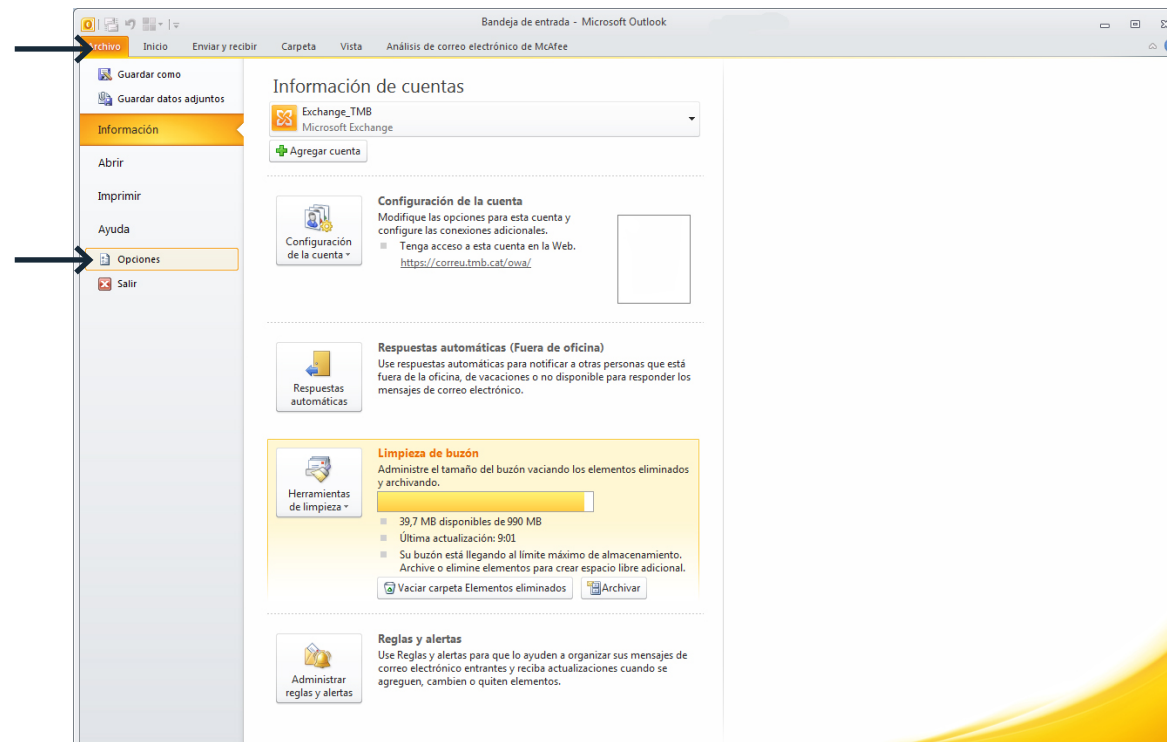 Bandeja de entrada - Microsoft Outlook
Archivo Inicio Enviar y recibir Carpeta Vista Análisis de correo electrónico de McAfee
Guardar como
Guardar datos adjuntos
Información
Abrir
Imprimir
Ayuda
Opciones
Salir
Información de cuentas
Exchange_TMB
Microsoft Exchange
Agregar cuenta
Configuración
de la cuenta
Configuración de la cuenta
Modifique las opciones para esta cuenta y
configure las conexiones adicionales.
Tenga acceso a esta cuenta en la Web.
https://correu.tmb.cat/owa/
Respuestas
automáticas
Respuestas automáticas (Fuera de oficina)
Use respuestas automáticas para notificar a otras personas que está
fuera de la oficina, de vacaciones o no disponible para responder los
mensajes de correo electrónico.
Herramientas
de limpieza
Limpieza de buzón
Administre el tamaño del buzón vaciando los elementos eliminados
y archivando.
39,7 MB disponibles de 990 MB
Última actualización: 9:01
Su buzón está llegando al límite máximo de almacenamiento.
Archive o elimine elementos para crear espacio libre adicional.
Vaciar carpeta Elementos eliminados Archivar
Administrar
reglas y alertas
Reglas y alertas
Use Reglas y alertas para que lo ayuden a organizar sus mensajes de
correo electrónico entrantes y reciba actualizaciones cuando se
agreguen, cambien o quiten elementos.